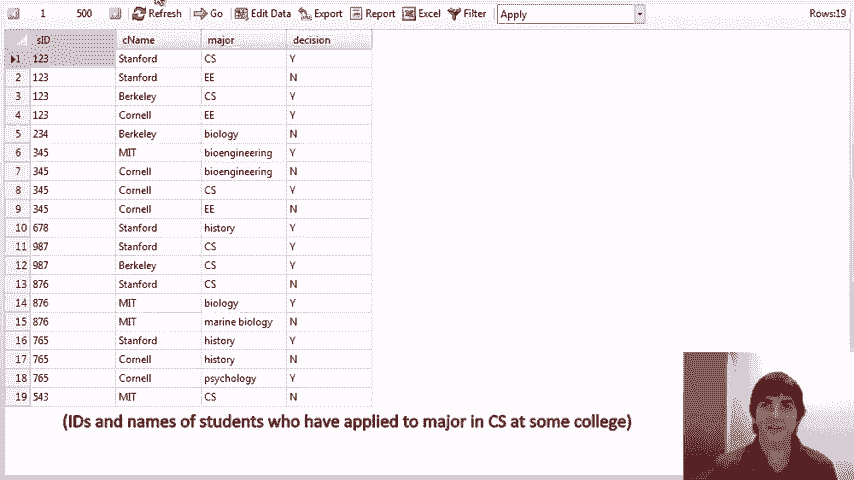 1 500 Refresh Go Edit Data Export Report Excel Filter Apply Rows:19
sID cName major decision
1 123 Stanford CS Y
2 123 Stanford EE N
3 123 Berkeley CS Y
4 123 Cornell EE Y
5 234 Berkeley biology N
6 345 MIT bioengineering Y
7 345 Cornell bioengineering N
8 345 Cornell CS Y
9 345 Cornell EE N
10 678 Stanford history Y
11 987 Stanford CS Y
12 987 Berkeley CS Y
13 876 Stanford CS N
14 876 MIT biology Y
15 876 MIT marine biology N
16 765 Stanford history Y
17 765 Cornell history N
18 765 Cornell psychology Y
19 543 MIT CS N
(IDs and names of students who have applied to major in CS at some college)